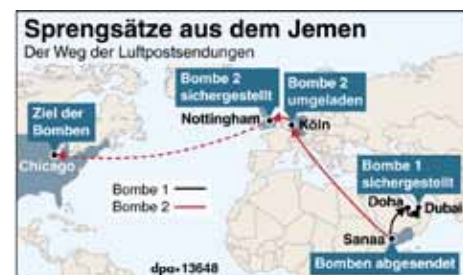 Sprengsätze aus dem Jemen
Der Weg der Luftpostsendungen
Bombe 2
sichergestellt
Bombe 2
umgeladen
Ziel der
Bomben
Nottingham
Köln
Chicago
Bombe 1
sichergestellt
Bombe 1
Bombe 2
Doha
Dubai
Sanaa
Bomben abgesendet
dpa•13648